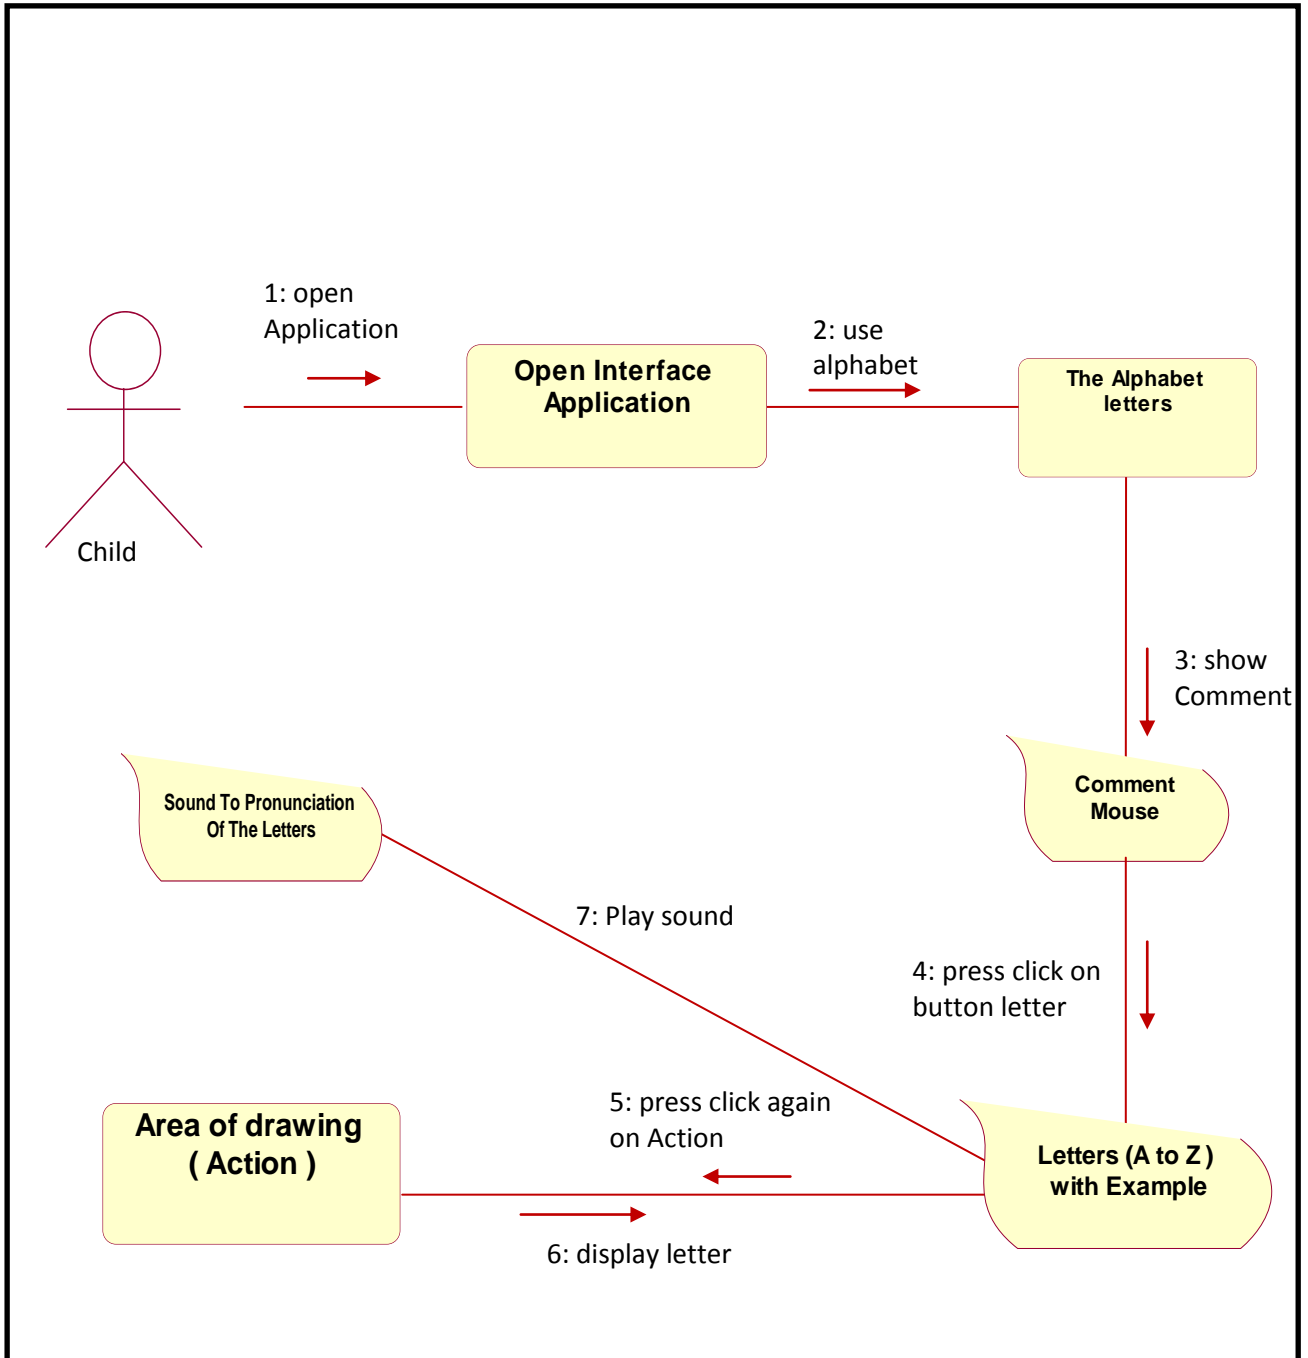 1: open
Application
2: use
alphabet
Open Interface
Application
The Alphabet
letters
Child
3: show
Comment
Sound To Pronunciation
Of The Letters
Comment
Mouse
7: Play sound
4: press click on
button letter
5: press click again
on Action
Area of drawing
( Action )
Letters (A to Z )
with Example
6: display letter